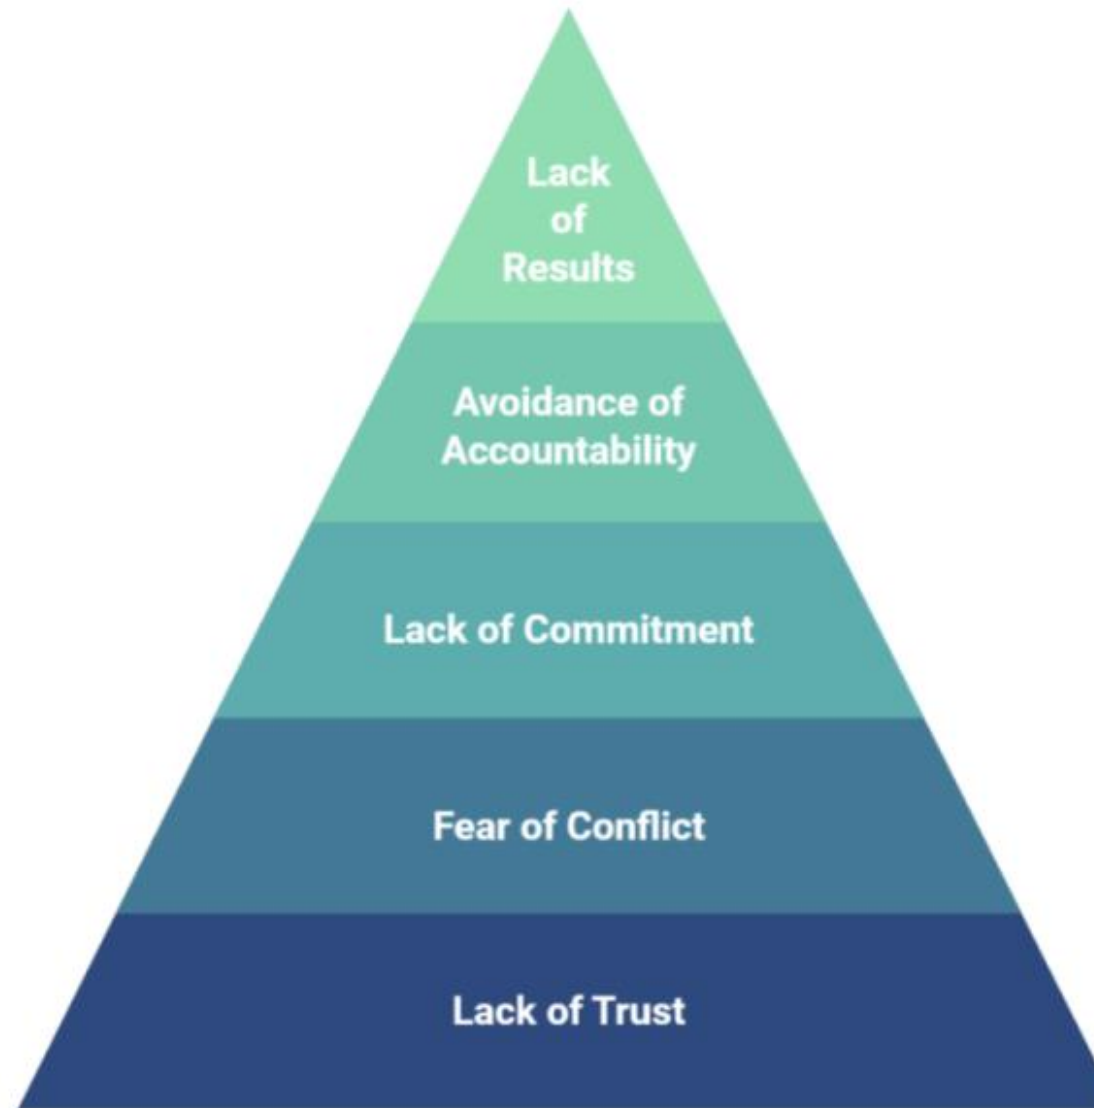 Lack
of
Results
Avoidance of
Accountability
Lack of Commitment
Fear of Conflict
Lack of Trust